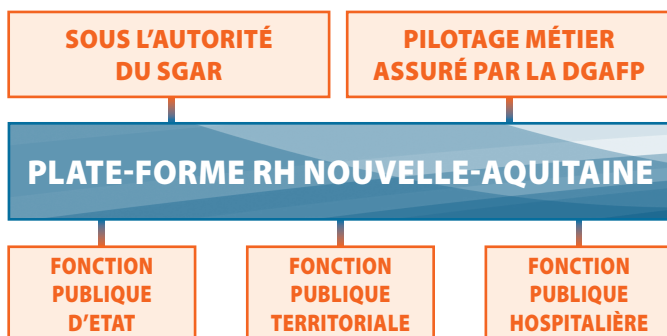 SOUS L'AUTORITÉ
DU SGAR
PILOTAGE MÉTIER
ASSURÉ PAR LA DGAFP
PLATE-FORME RH NOUVELLE-AQUITAINE
FONCTION
PUBLIQUE
D'ETAT
FONCTION
PUBLIQUE
TERRITORIALE
FONCTION
PUBLIQUE
HOSPITALIÈRE